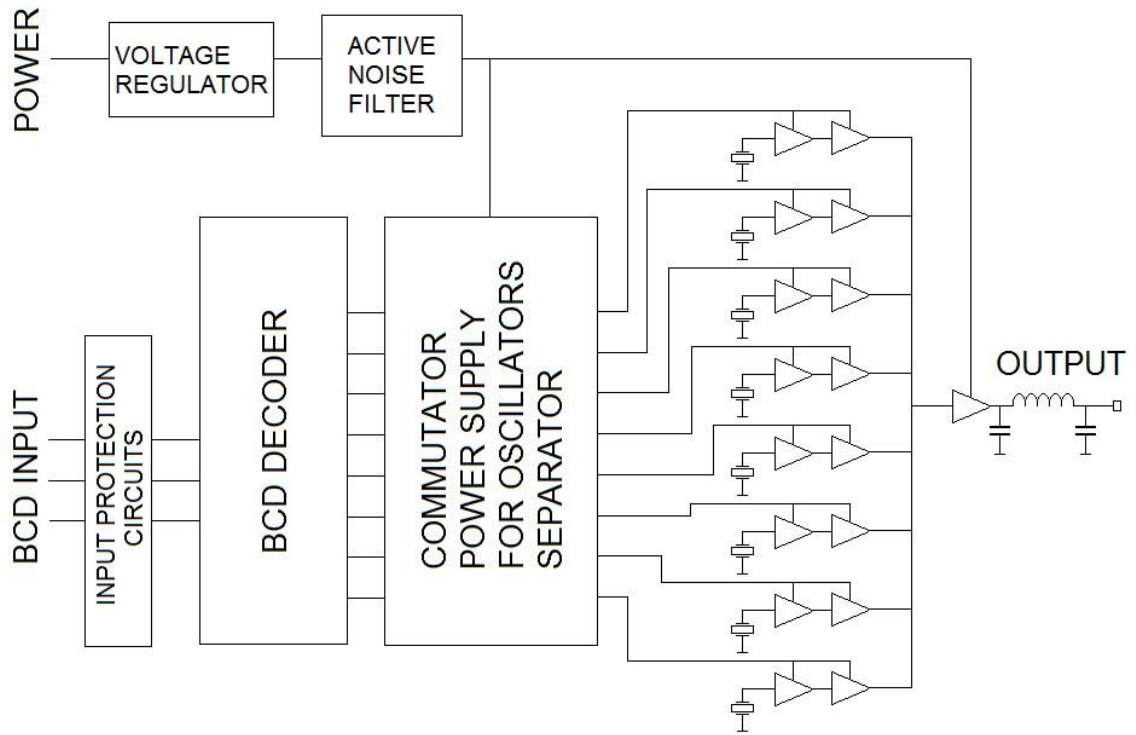 POWER
VOLTAGE
REGULATOR
ACTIVE
NOISE
FILTER
BCD INPUT
INPUT PROTECTION
CIRCUITS
BCD DECODER
COMMUTATOR
POWER SUPPLY
FOR OSCILLATORS
SEPARATOR
OUTPUT